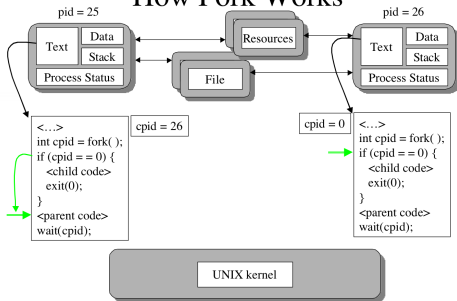 How Fork Works
pid = 25
pid = 26
Text
Data
Stack
Process Status
Resources
File
Text
Data
Stack
Process Status
<…>
int cpid = fork( );
if (cpid = = 0) {
<child code>
exit(0);
}
<parent code>
wait(cpid);
cpid = 26
cpid = 0
<…>
int cpid = fork( );
if (cpid = = 0) {
<child code>
exit(0);
}
<parent code>
wait(cpid);
UNIX kernel